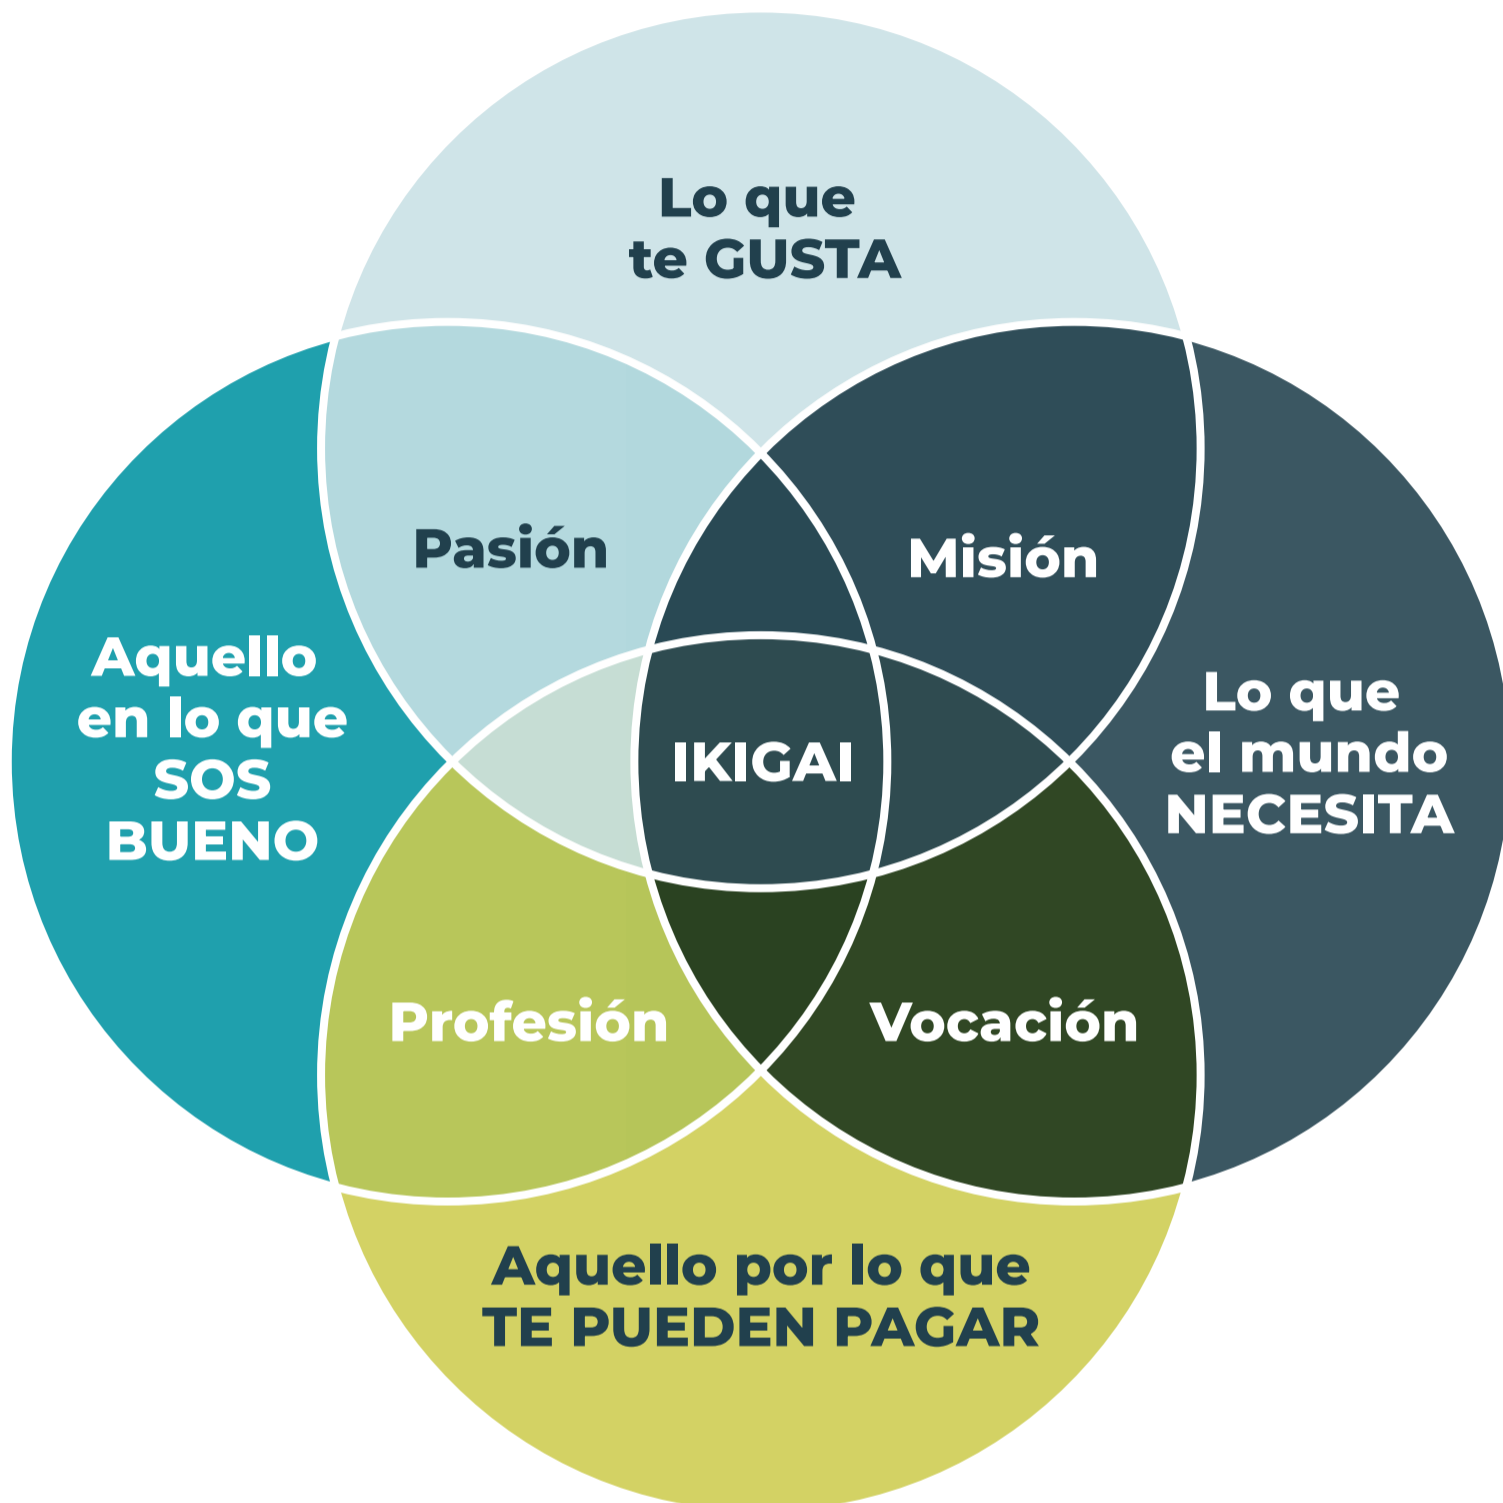 Lo que
te GUSTA
Pasión
Misión
Aquello
en lo que
SOS
BUENO
IKIGAI
Lo que
el mundo
NECESITA
Profesión
Vocación
Aquello por lo que
TE PUEDEN PAGAR